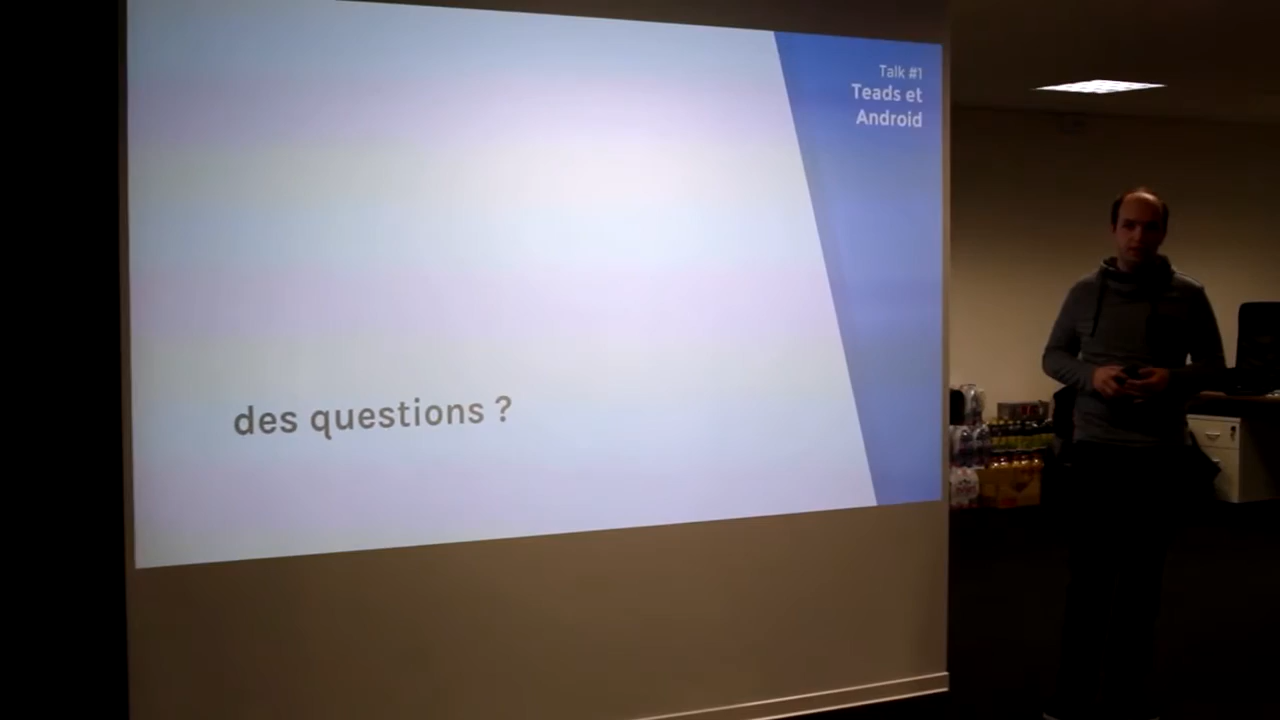 Talk #1
Teads et
Android
des questions ?